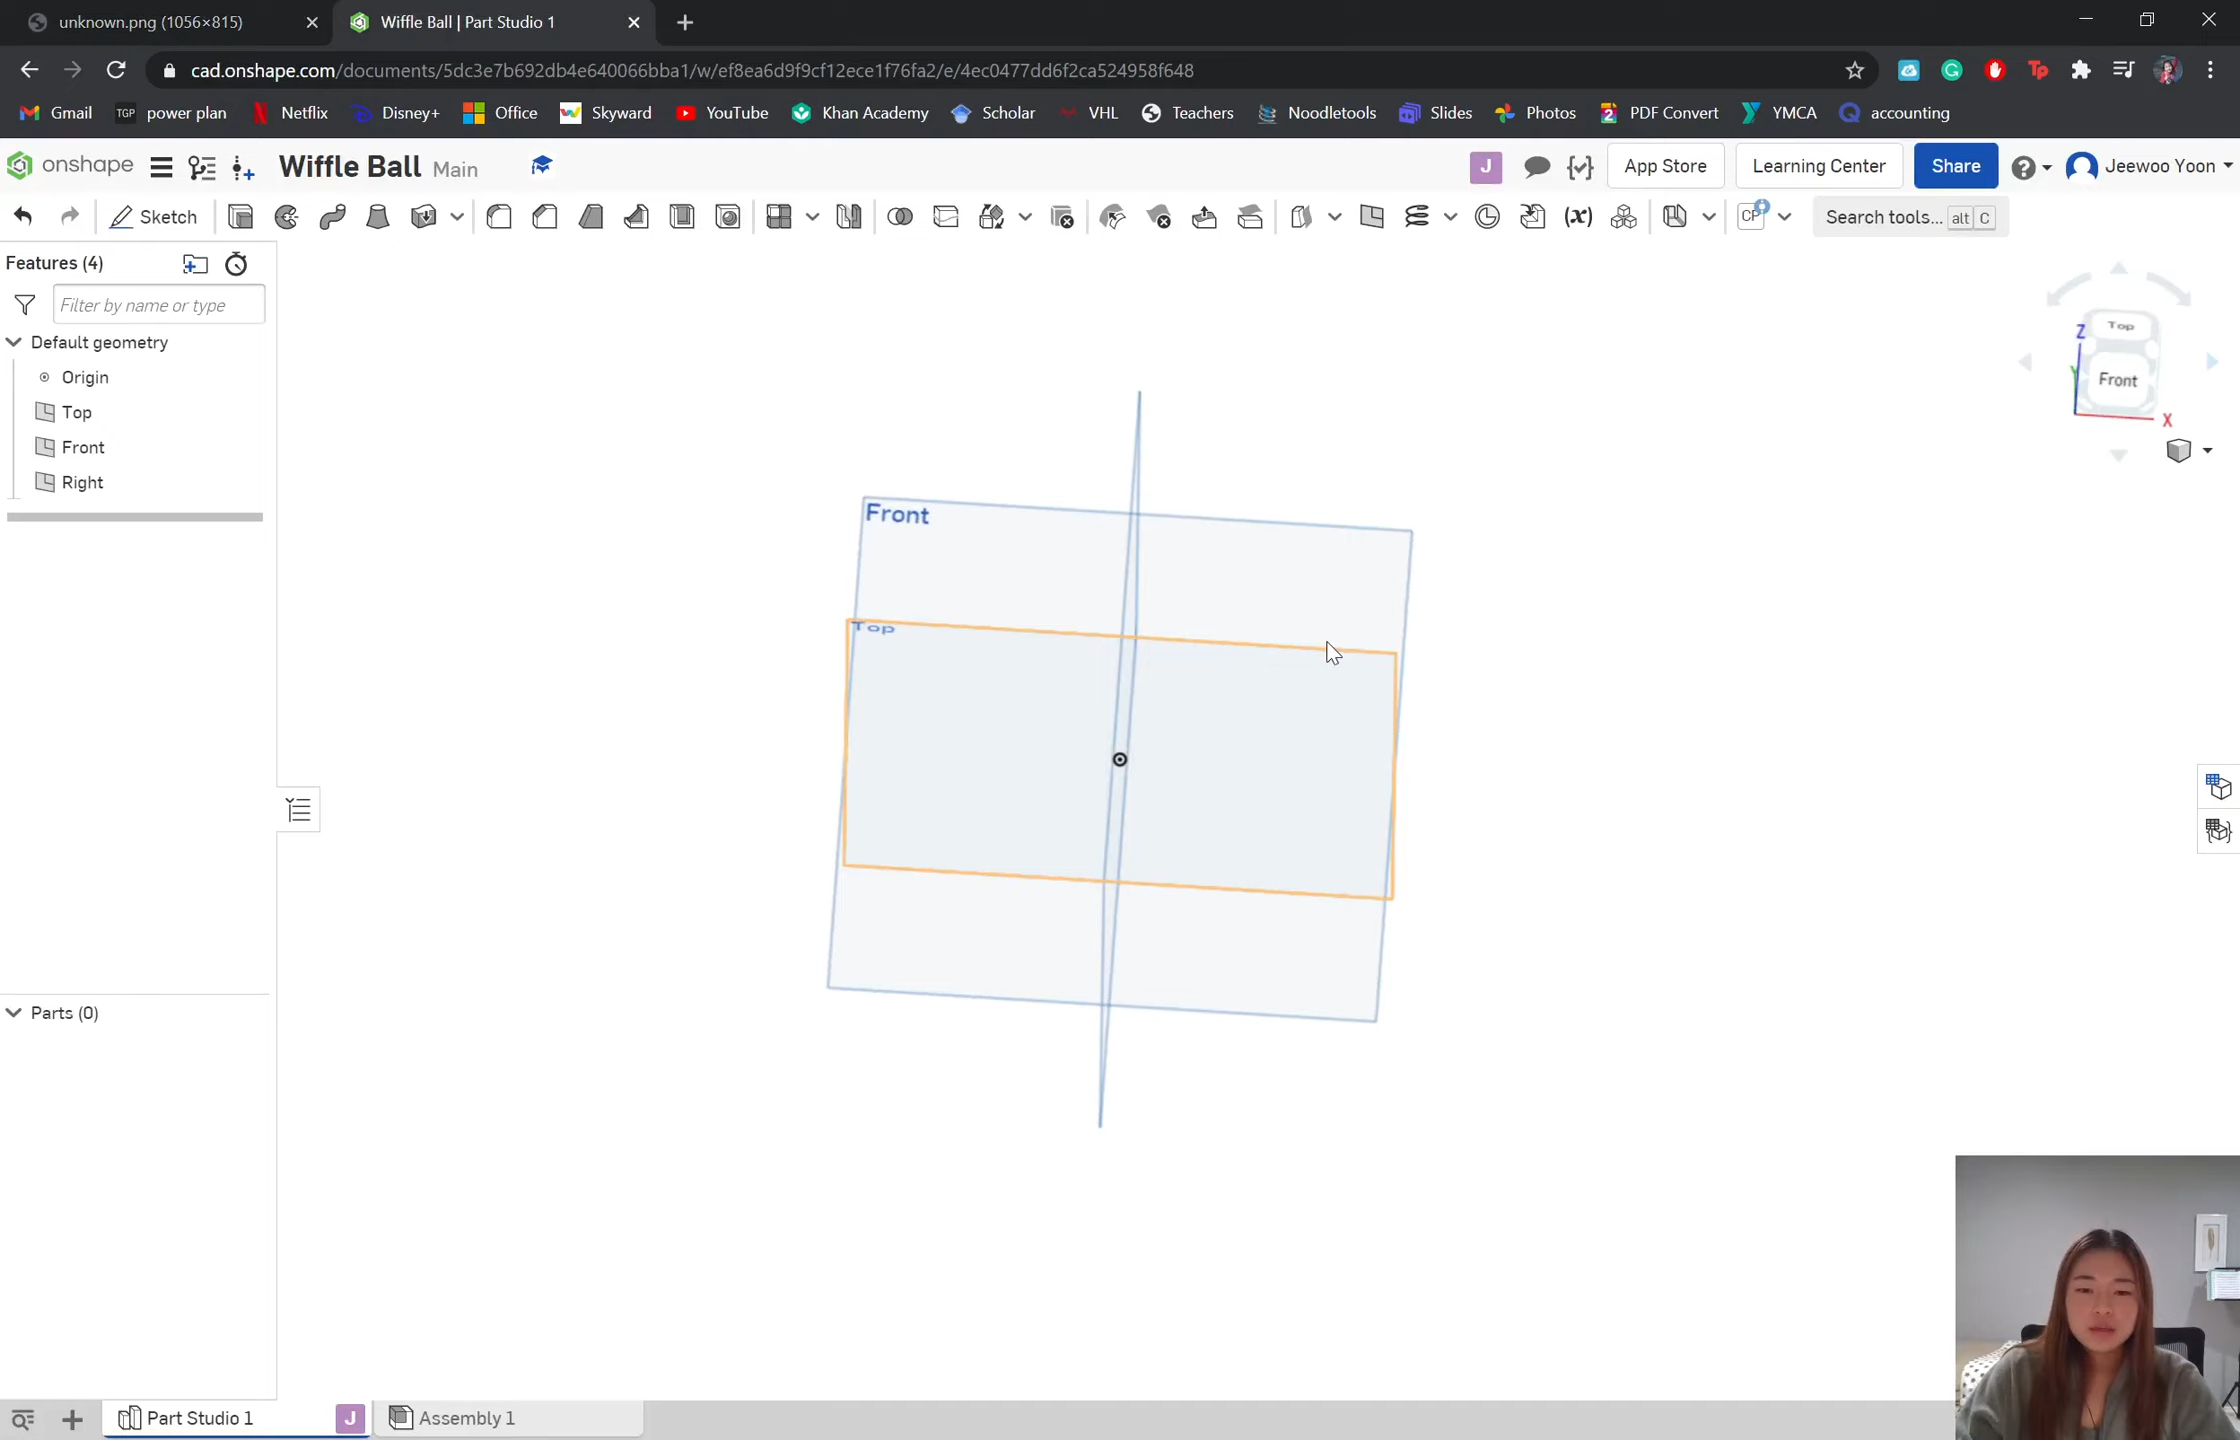 unknown.png (1056×815)
Wiffle Ball | Part Studio 1
cad.onshape.com/documents/5dc3e7b692db4e640066bba1/w/ef8ea6d9f9cf12ece1f76fa2/e/4ec0477dd6f2ca524958f648
Gmail
TGP power plan
Netflix
Disney+
Office
Skyward
YouTube
Khan Academy
Scholar
VHL
Teachers
Noodletools
Slides
Photos
PDF Convert
YMCA
accounting
onshape
Wiffle Ball Main
J
App Store
Learning Center
Share
Jeewoo Yoon
Sketch
(x)
CP
Search tools... alt C
Features (4)
Filter by name or type
Default geometry
Origin
Top
Front
Right
Front
Top
Top
Z
Y
Front
X
Parts (0)
Part Studio 1
J
Assembly 1